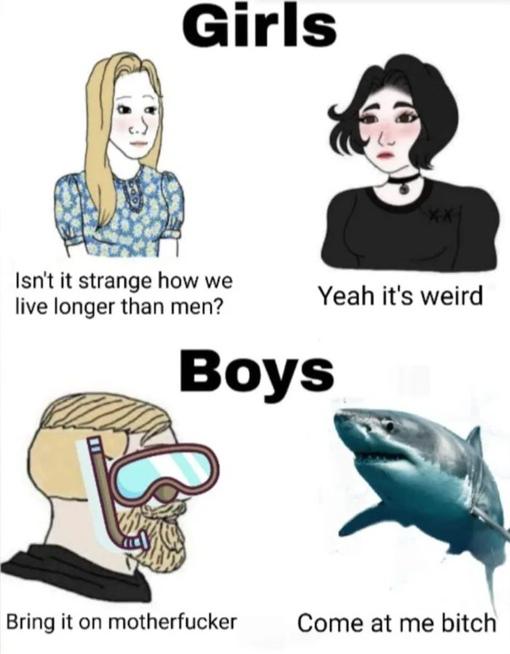 Girls
Isn't it strange how we
live longer than men?
Yeah it's weird
Boys
Bring it on motherfucker
Come at me bitch